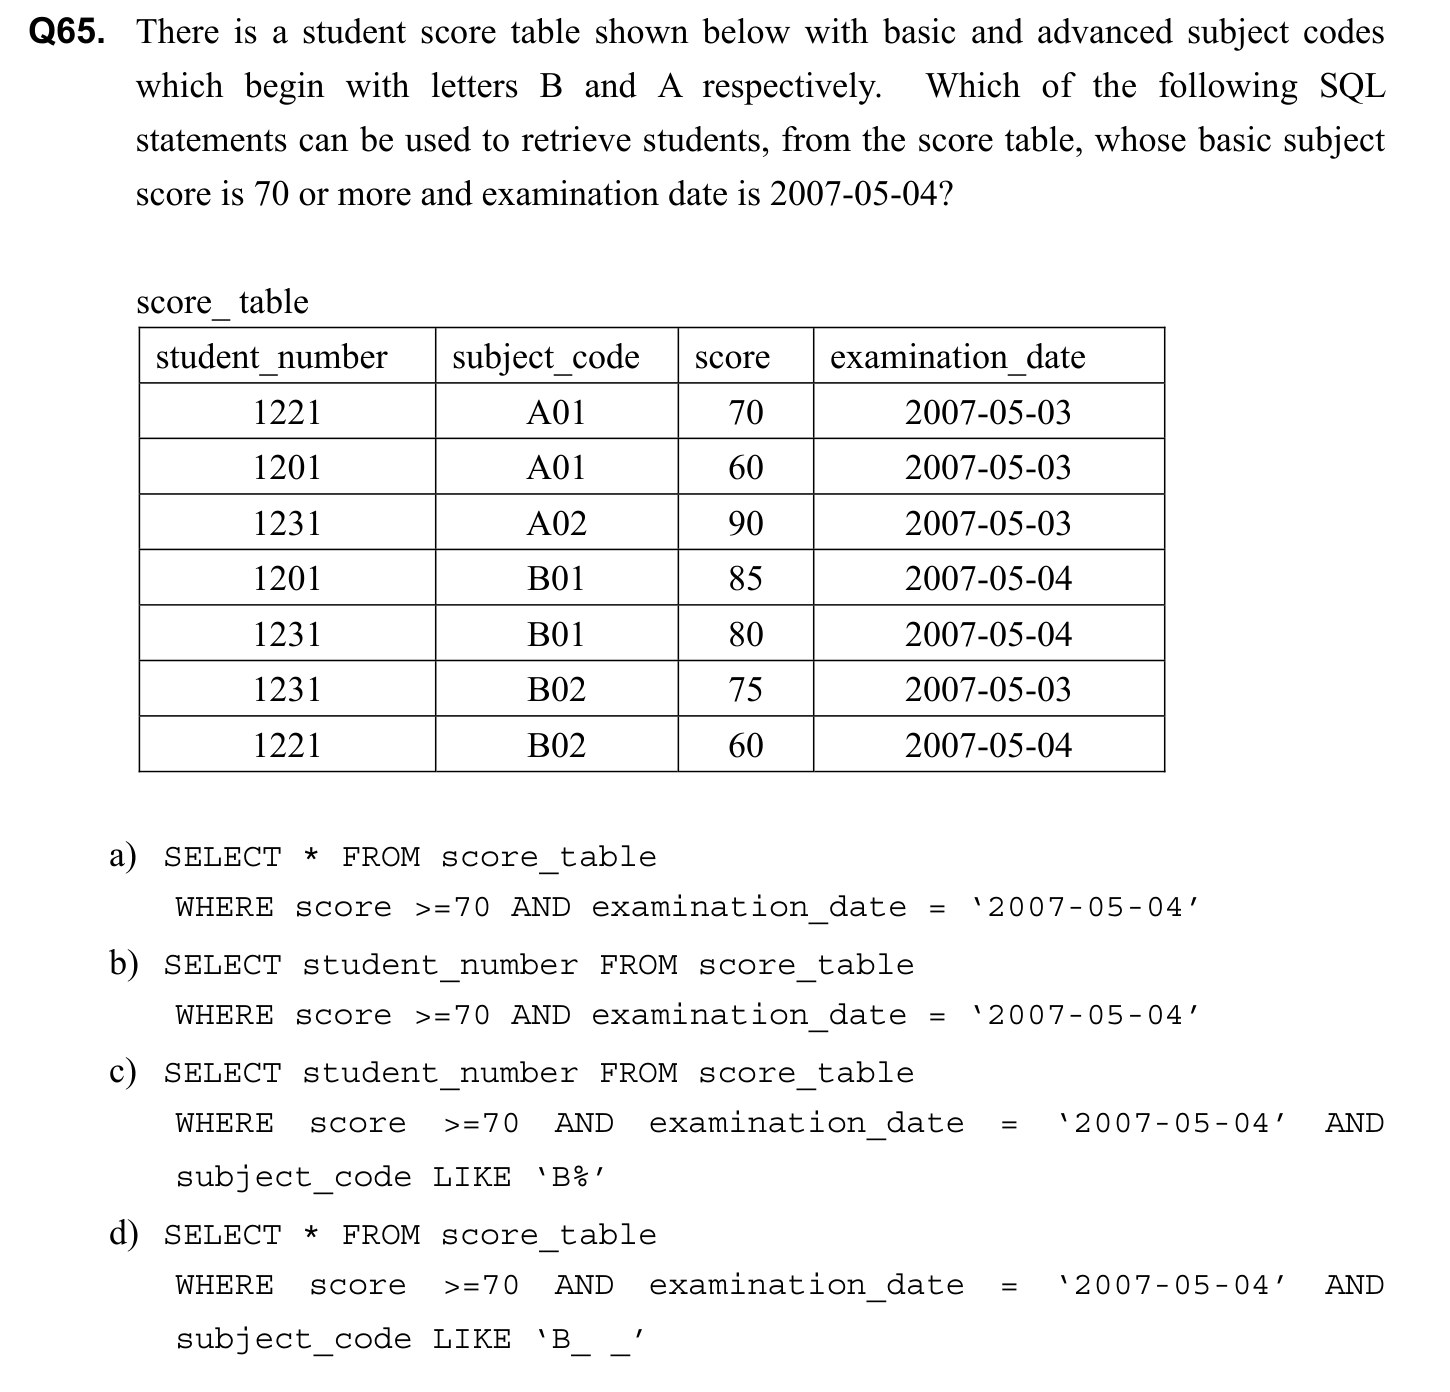 Q65. There is a student score table shown below with basic and advanced subject codes
which begin with letters B and A respectively. Which of the following SQL
statements can be used to retrieve students, from the score table, whose basic subject
score is 70 or more and examination date is 2007-05-04?
score_ table
student_number subject_code score examination_date
1221 A01 70 2007-05-03
1201 A01 60 2007-05-03
1231 A02 90 2007-05-03
1201 B01 85 2007-05-04
1231 B01 80 2007-05-04
1231 B02 75 2007-05-03
1221 B02 60 2007-05-04
a) SELECT * FROM score_table
WHERE score >=70 AND examination_date = ‘2007-05-04’
b) SELECT student_number FROM score_table
WHERE score >=70 AND examination_date = ‘2007-05-04’
c) SELECT student_number FROM score_table
WHERE score >=70 AND examination_date = ‘2007-05-04’ AND
subject_code LIKE ‘B%’
d) SELECT * FROM score_table
WHERE score >=70 AND examination_date = ‘2007-05-04’ AND
subject_code LIKE ‘B_ _’